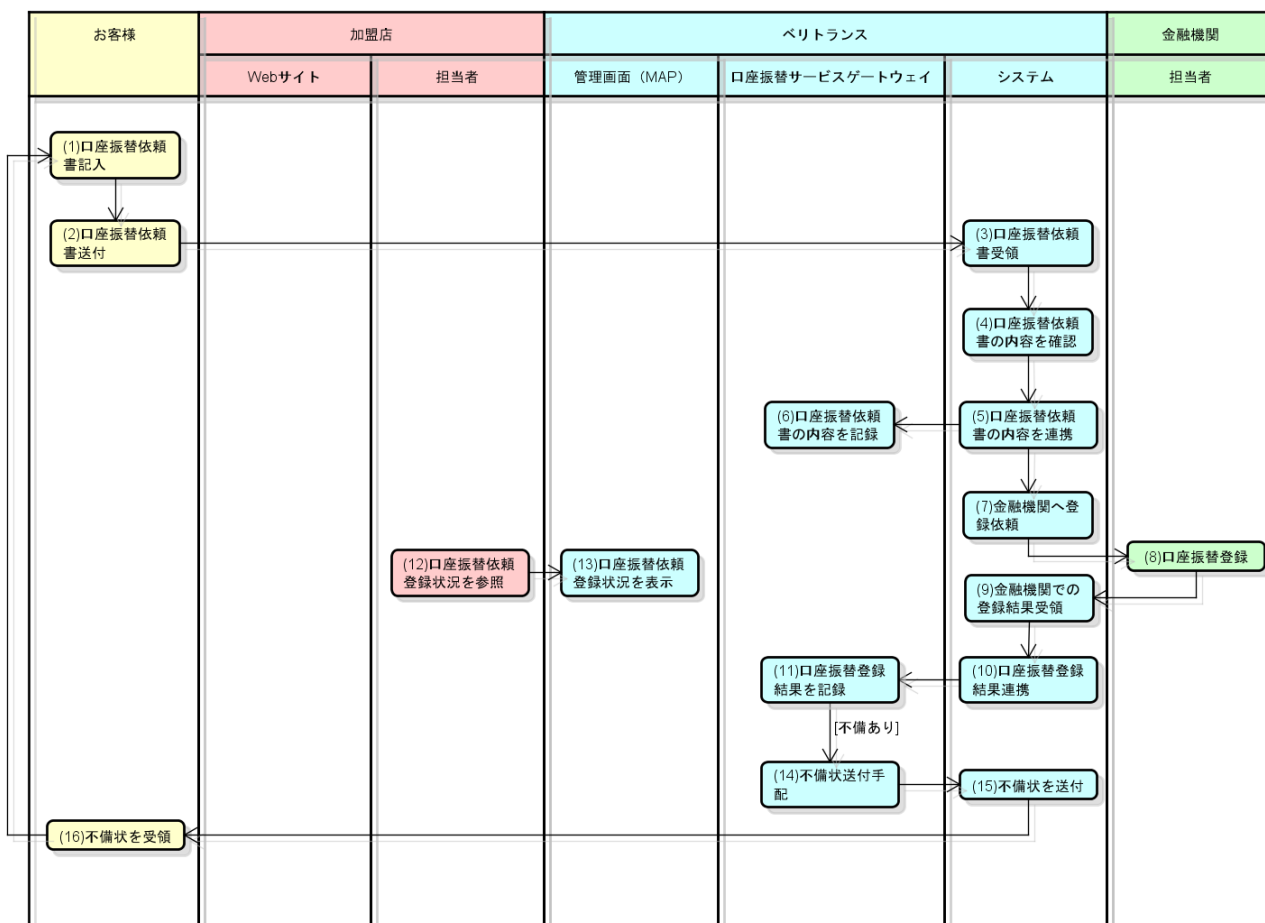 お客様
加盟店
ベリトランス
金融機関
Webサイト
担当者
管理画面（MAP）
口座振替サービスゲートウェイ
システム
担当者
(1)口座振替依頼
書記入
(2)口座振替依頼
書送付
(3)口座振替依頼
書受領
(4)口座振替依頼
書の内容を確認
(6)口座振替依頼
書の内容を記録
(5)口座振替依頼
書の内容を連携
(7)金融機関へ登
録依頼
(12)口座振替依頼
登録状況を参照
(13)口座振替依頼
登録状況を表示
(8)口座振替登録
(9)金融機関での
登録結果受領
(11)口座振替登録
結果を記録
(10)口座振替登録
結果連携
[不備あり]
(14)不備状送付手
配
(15)不備状を送付
(16)不備状を受領